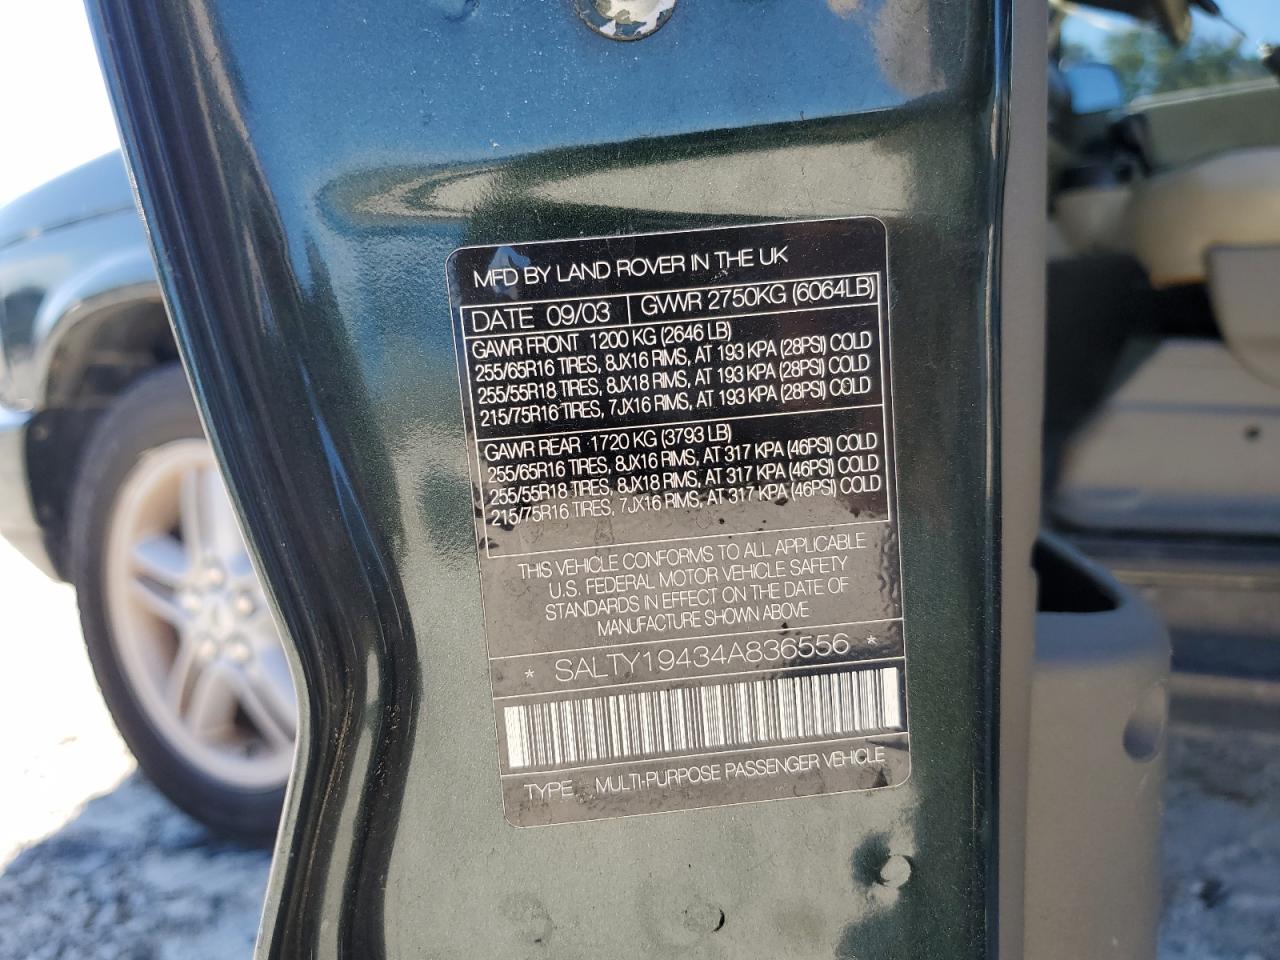 MFD BY LAND ROVER IN THE UK
DATE 09/03 GVWR 2750KG (6064LB)
GAWR FRONT 1200 KG (2646 LB)
255/65R16 TIRES, 8JX16 RIMS, AT 193 KPA (28PSI) COLD
255/55R18 TIRES, 8JX18 RIMS, AT 193 KPA (28PSI) COLD
215/75R16 TIRES, 7JX16 RIMS, AT 193 KPA (28PSI) COLD
GAWR REAR 1720 KG (3793 LB)
255/65R16 TIRES, 8JX16 RIMS, AT 317 KPA (46PSI) COLD
255/55R18 TIRES, 8JX18 RIMS, AT 317 KPA (46PSI) COLD
215/75R16 TIRES, 7JX16 RIMS, AT 317 KPA (46PSI) COLD
THIS VEHICLE CONFORMS TO ALL APPLICABLE
U.S. FEDERAL MOTOR VEHICLE SAFETY
STANDARDS IN EFFECT ON THE DATE OF
MANUFACTURE SHOWN ABOVE
* SALTY19434A836556 *
TYPE MULTI-PURPOSE PASSENGER VEHICLE